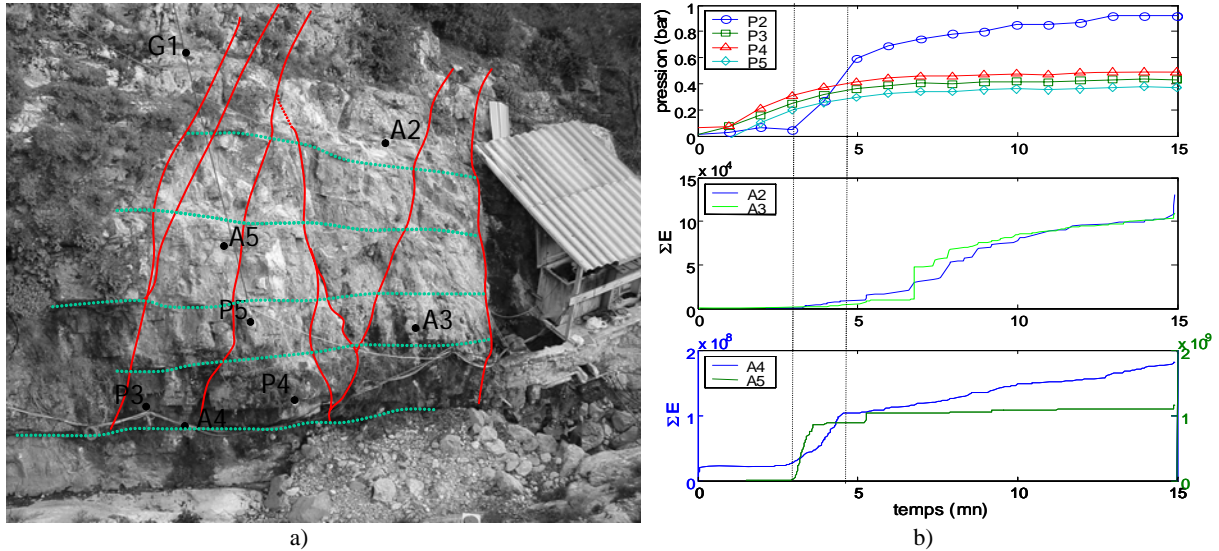 G1
A2
A5
P5
A3
P3
P4
A4
a)
pression (bar)
1
0.8
0.6
0.4
0.2
0
P2
P3
P4
P5
0 5 10 15
15
10
5
0
x 10^4
ΣE
A2
A3
0 5 10 15
2
1
0
x 10^8
ΣE
A4
A5
x 10^9
2
1
0
0 5 10 15
temps (mn)
b)